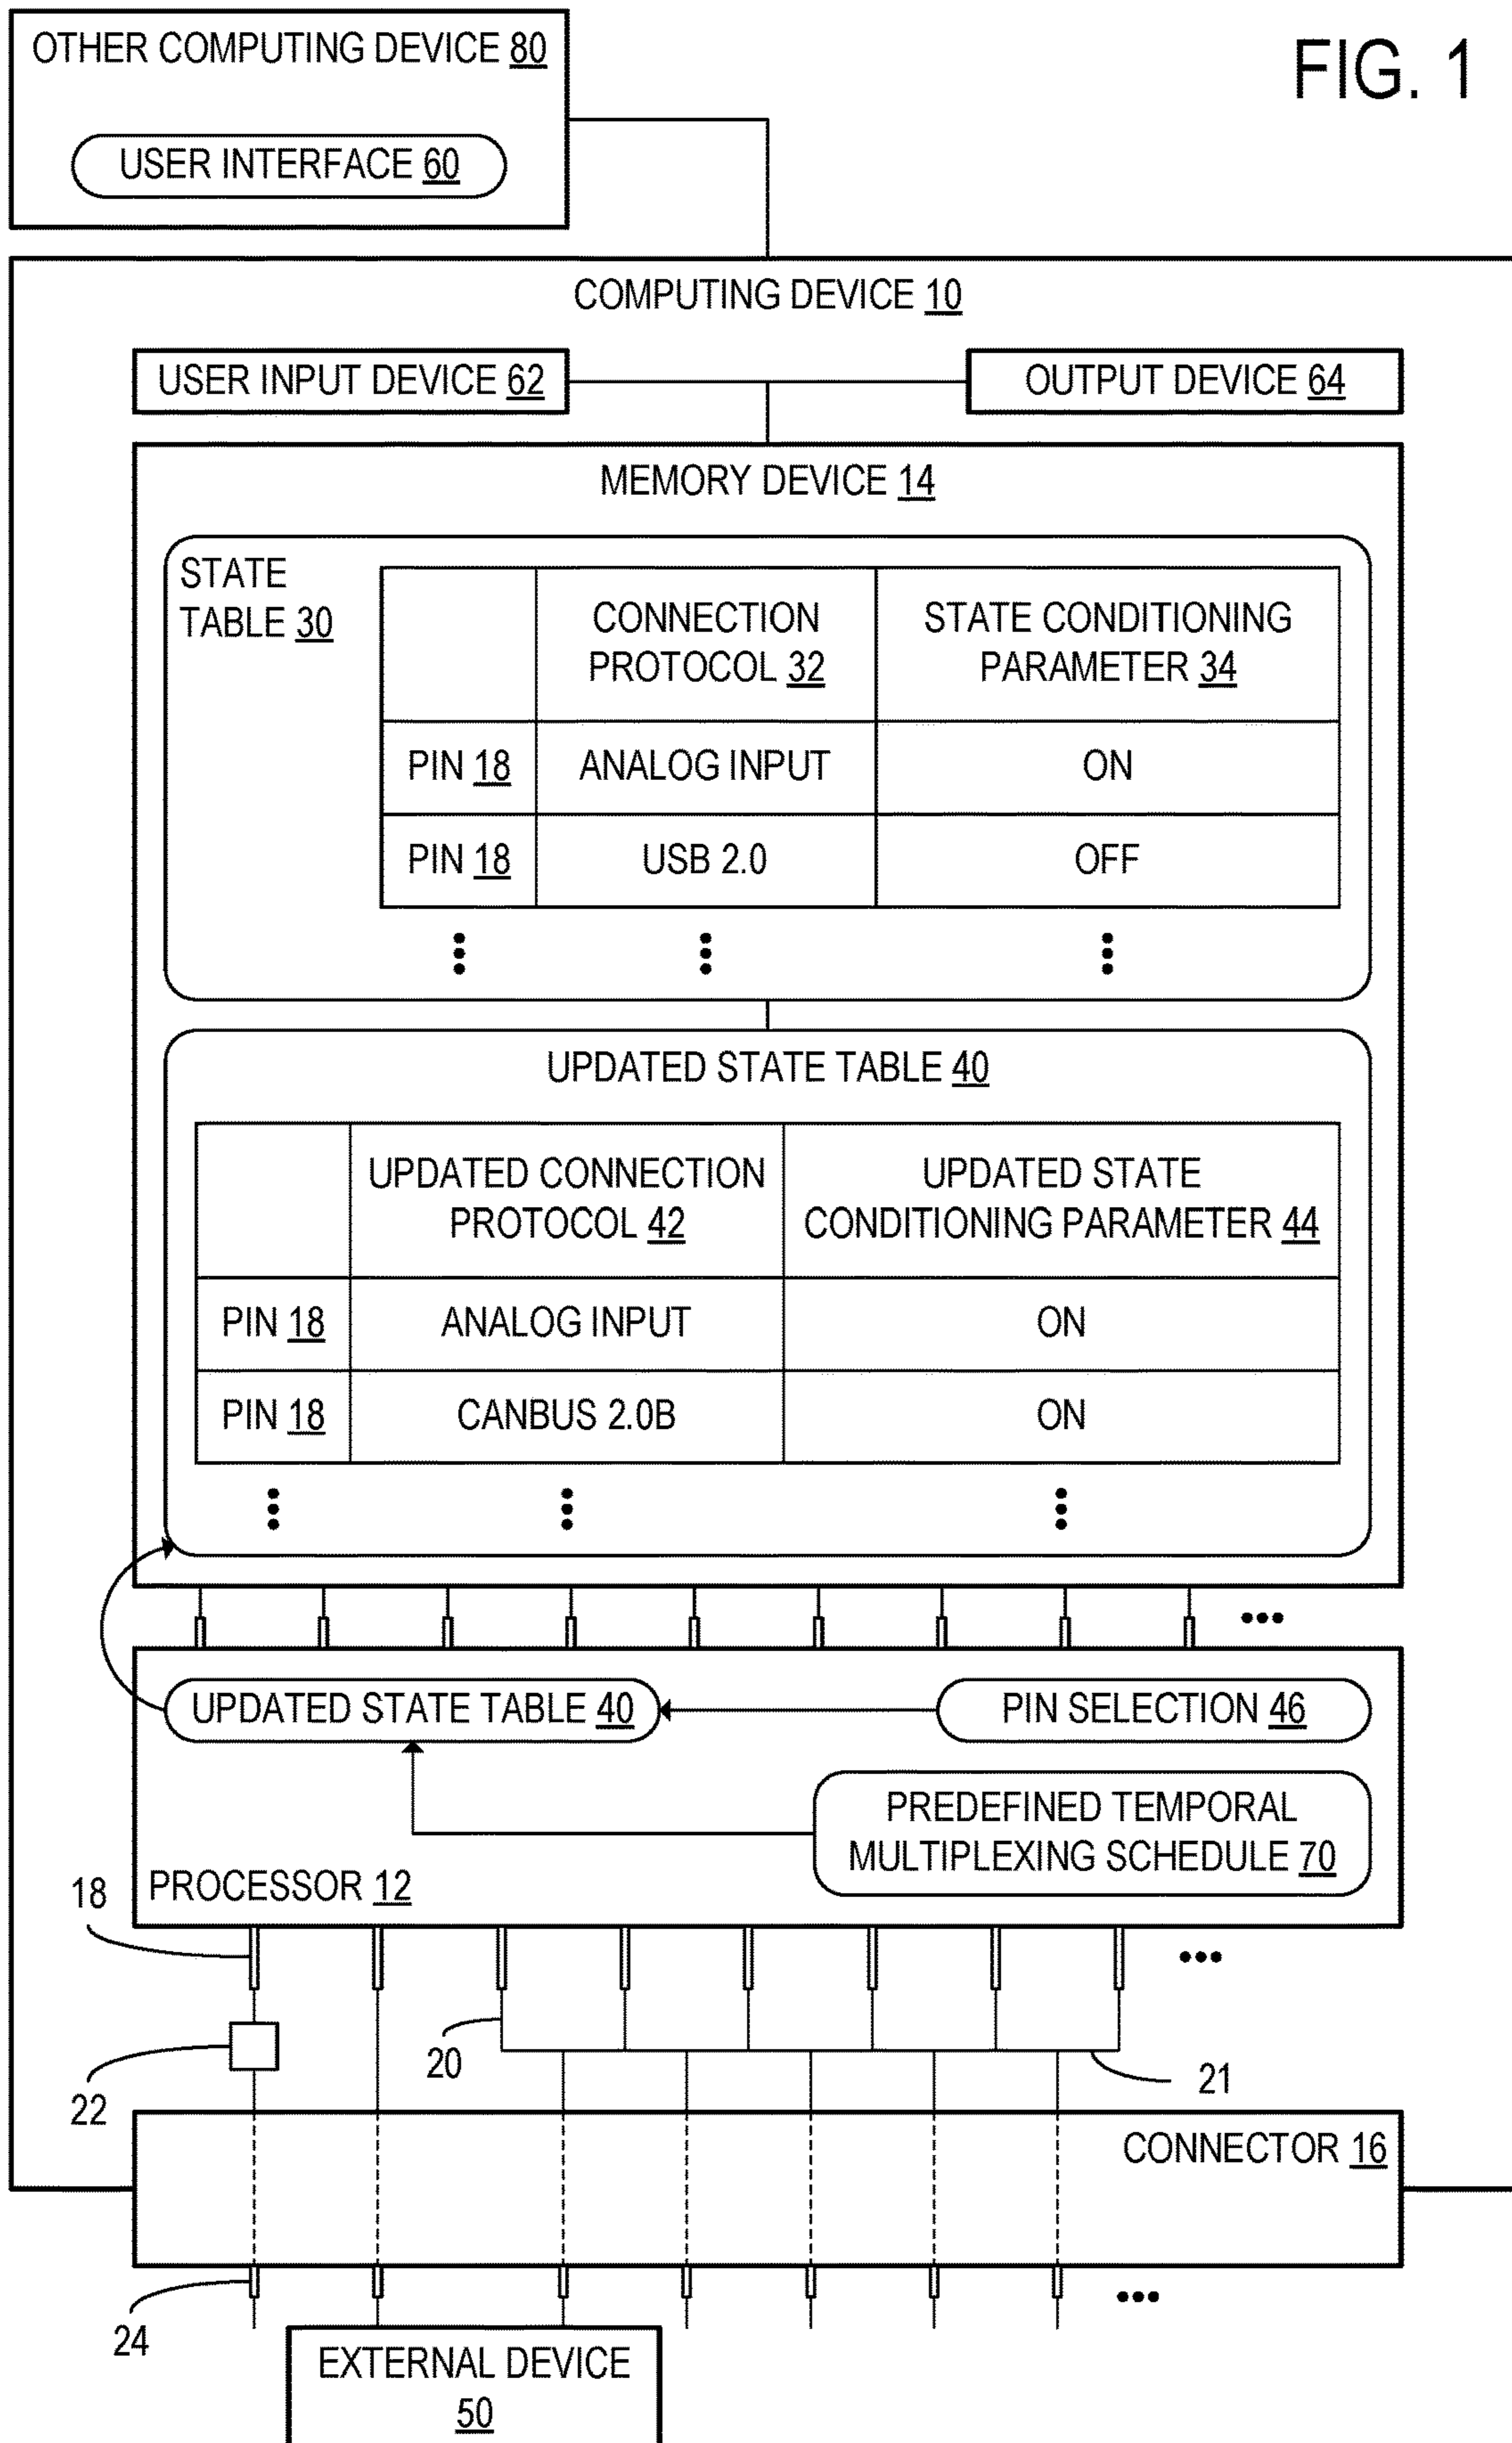 FIG. 1
OTHER COMPUTING DEVICE 80
USER INTERFACE 60
COMPUTING DEVICE 10
USER INPUT DEVICE 62
OUTPUT DEVICE 64
MEMORY DEVICE 14
STATE
TABLE 30
CONNECTION
PROTOCOL 32
STATE CONDITIONING
PARAMETER 34
PIN 18
ANALOG INPUT
ON
PIN 18
USB 2.0
OFF
UPDATED STATE TABLE 40
UPDATED CONNECTION
PROTOCOL 42
UPDATED STATE
CONDITIONING PARAMETER 44
PIN 18
ANALOG INPUT
ON
PIN 18
CANBUS 2.0B
ON
UPDATED STATE TABLE 40
PIN SELECTION 46
PREDEFINED TEMPORAL
MULTIPLEXING SCHEDULE 70
PROCESSOR 12
18
20
21
22
CONNECTOR 16
24
EXTERNAL DEVICE
50